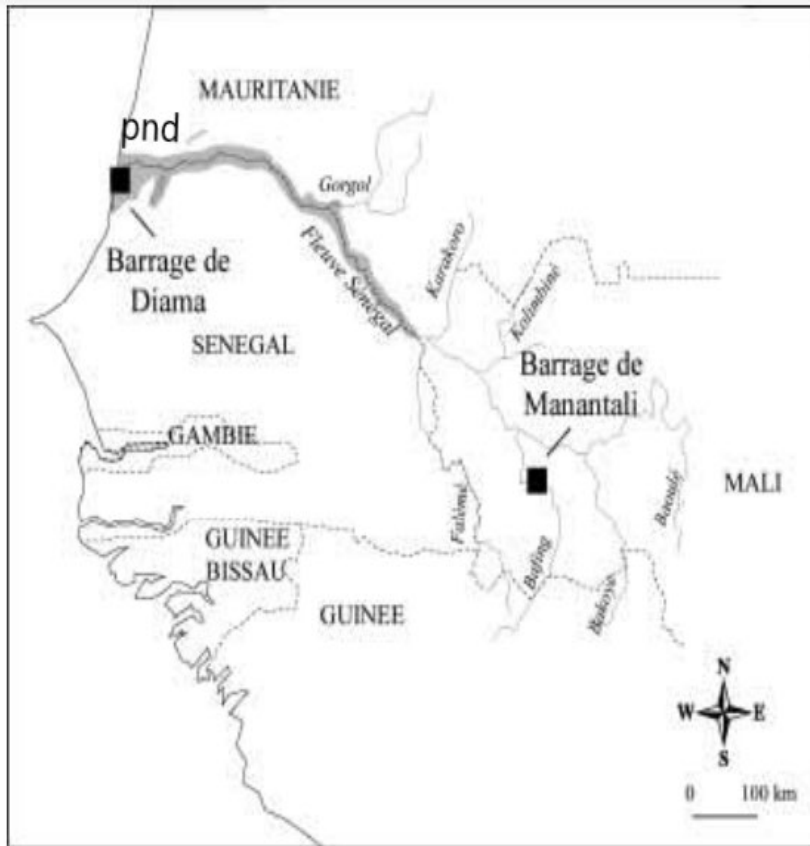 MAURITANIE
pnd
Gorgol
Barrage de
Diama
Fleuve Senegal
Karakoro
Kolimbiné
SENEGAL
Barrage de
Manantali
GAMBIE
MALI
Falémé
Baoulé
GUINEE
BISSAU
Bafing
Bakoye
GUINEE
N
W
E
S
0 100 km